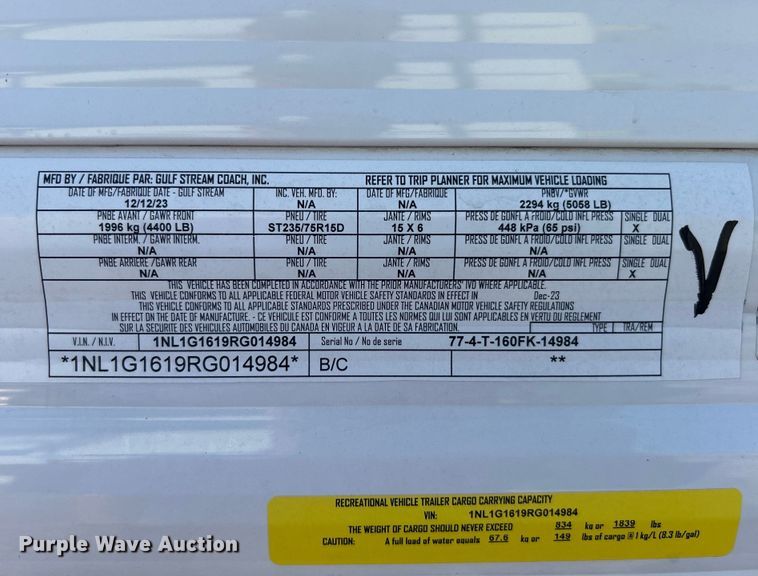 MFD BY / FABRIQUE PAR: GULF STREAM COACH, INC. REFER TO TRIP PLANNER FOR MAXIMUM VEHICLE LOADING
DATE OF MFG/FABRIQUE DATE - GULF STREAM INC. VEH. MFD. BY: DATE OF MFG/FABRIQUE PNBV/*GVWR
12/12/23 N/A N/A 2294 kg (5058 LB)
PNBE AVANT / GAWR FRONT PNEU / TIRE JANTE / RIMS PRESS DE GONFL A FROID/COLD INFL PRESS SINGLE DUAL
1996 kg (4400 LB) ST235/75R15D 15 X 6 448 kPa (65 psi) X
PNBE INTERM. / GAWR INTERM. PNEU / TIRE JANTE / RIMS PRESS DE GONFL A FROID/COLD INFL PRESS SINGLE DUAL
N/A N/A N/A N/A
PNBE ARRIERE / GAWR REAR PNEU / TIRE JANTE / RIMS PRESS DE GONFL A FROID/COLD INFL PRESS SINGLE DUAL
N/A N/A N/A N/A X
THIS VEHICLE HAS BEEN COMPLETED IN ACCORDANCE WITH THE PRIOR MANUFACTURERS' IVD WHERE APPLICABLE.
THIS VEHICLE CONFORMS TO ALL APPLICABLE FEDERAL MOTOR VEHICLE SAFETY STANDARDS IN EFFECT IN Dec-23
THIS VEHICLE CONFORMS TO ALL APPLICABLE STANDARDS PRESCRIBED UNDER THE CANADIAN MOTOR VEHICLE SAFETY REGULATIONS
IN EFFECT ON THE DATE OF MANUFACTURE. - CE VEHICULE EST CONFORME A TOUTES LES NORMES QUI LUI SONT APPLICABLES EN VERTU DU REGLEMENT
SUR LA SECURITE DES VEHICULES AUTOMOBILES DU CANADA EN VIGEUR A LA DATE DE SA FABRICATION. TYPE TRA/REM
V.I.N. / N.I.V. 1NL1G1619RG014984 Serial No / No de serie 77-4-T-160FK-14984
*1NL1G1619RG014984* B/C **
V
RECREATIONAL VEHICLE TRAILER CARGO CARRYING CAPACITY
VIN: 1NL1G1619RG014984
THE WEIGHT OF CARGO SHOULD NEVER EXCEED 834 kg or 1839 lbs
CAUTION: A full load of water equals 67.6 kg or 149 lbs of cargo @ 1 kg/L (8.3 lb/gal)
Purple Wave Auction